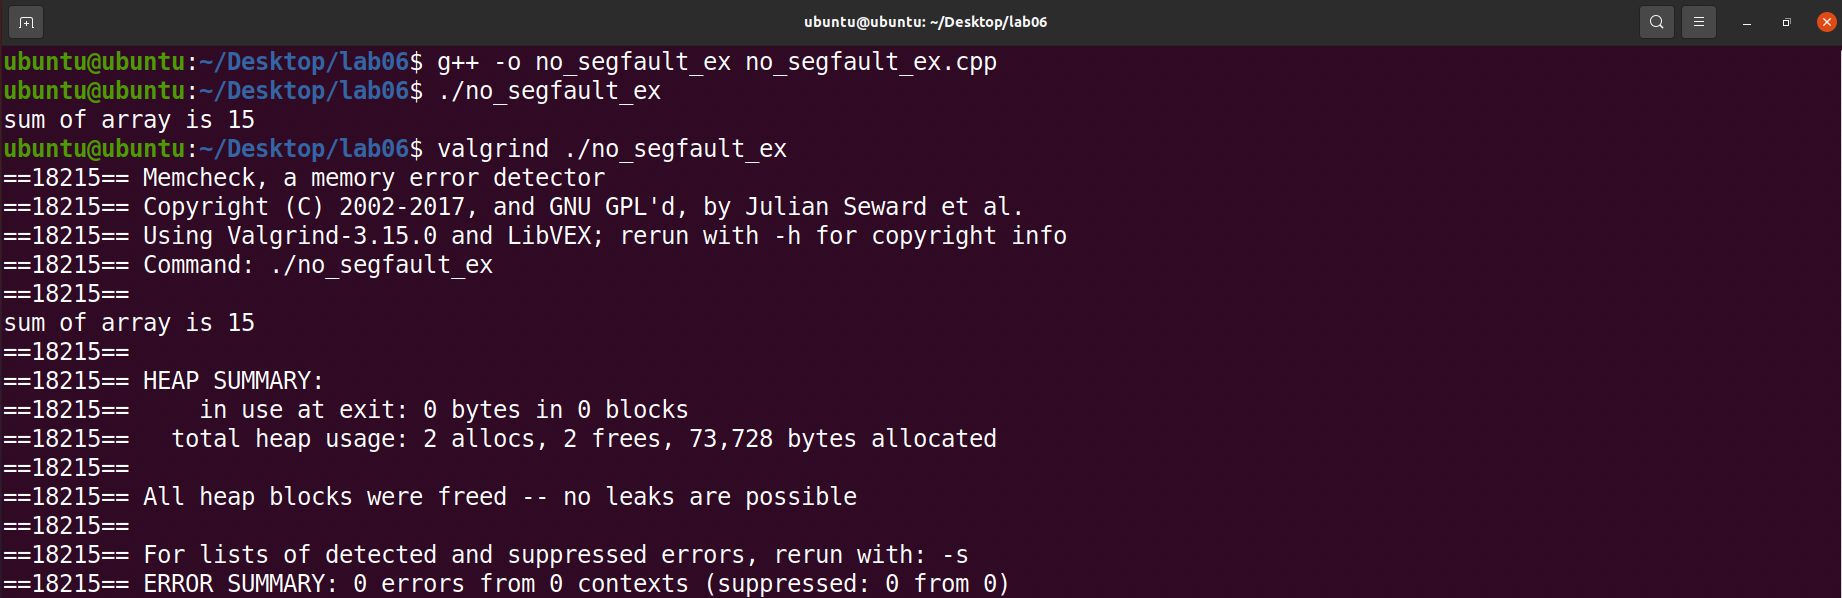 ubuntu@ubuntu: ~/Desktop/lab06
ubuntu@ubuntu:~/Desktop/lab06$ g++ -o no_segfault_ex no_segfault_ex.cpp
ubuntu@ubuntu:~/Desktop/lab06$ ./no_segfault_ex
sum of array is 15
ubuntu@ubuntu:~/Desktop/lab06$ valgrind ./no_segfault_ex
==18215== Memcheck, a memory error detector
==18215== Copyright (C) 2002-2017, and GNU GPL'd, by Julian Seward et al.
==18215== Using Valgrind-3.15.0 and LibVEX; rerun with -h for copyright info
==18215== Command: ./no_segfault_ex
==18215==
sum of array is 15
==18215==
==18215== HEAP SUMMARY:
==18215==     in use at exit: 0 bytes in 0 blocks
==18215==   total heap usage: 2 allocs, 2 frees, 73,728 bytes allocated
==18215==
==18215== All heap blocks were freed -- no leaks are possible
==18215==
==18215== For lists of detected and suppressed errors, rerun with: -s
==18215== ERROR SUMMARY: 0 errors from 0 contexts (suppressed: 0 from 0)